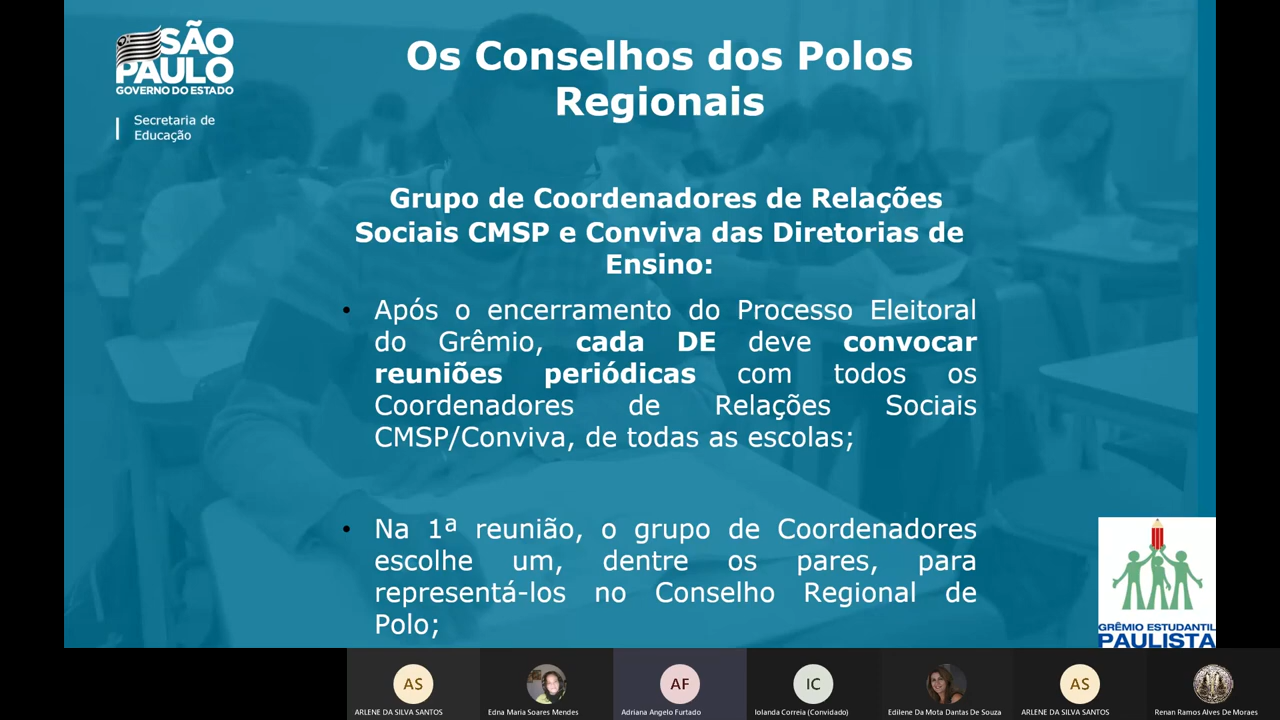 SÃO
PAULO
GOVERNO DO ESTADO
Secretaria de
Educação
Os Conselhos dos Polos
Regionais
Grupo de Coordenadores de Relações
Sociais CMSP e Conviva das Diretorias de
Ensino:
• Após o encerramento do Processo Eleitoral
do Grêmio, cada DE deve convocar
reuniões periódicas com todos os
Coordenadores de Relações Sociais
CMSP/Conviva, de todas as escolas;
• Na 1ª reunião, o grupo de Coordenadores
escolhe um, dentre os pares, para
representá-los no Conselho Regional de
Polo;
GRÊMIO ESTUDANTIL
PAULISTA
AS
AF
IC
AS
ARLENE DA SILVA SANTOS
Edna Maria Soares Mendes
Adriana Angelo Furtado
Iolanda Correia (Convidado)
Edilene Da Mota Dantas De Souza
ARLENE DA SILVA SANTOS
Renan Ramos Alves De Moraes